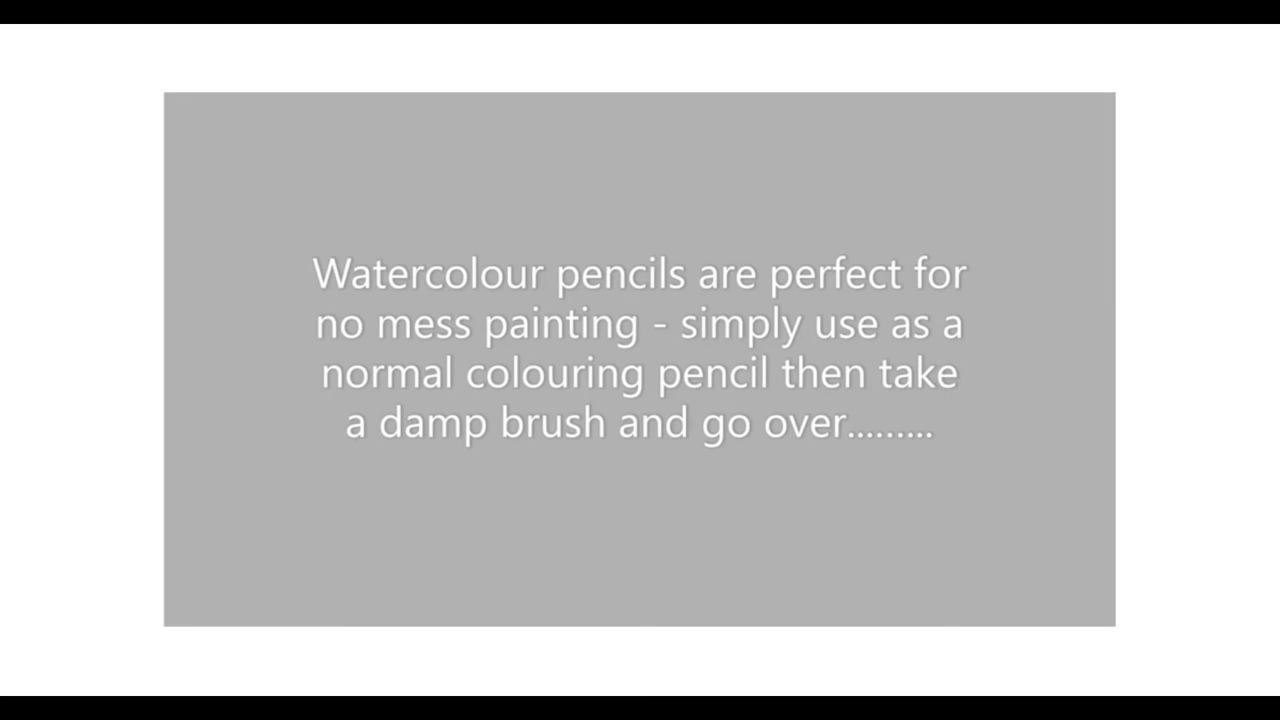 Watercolour pencils are perfect for
no mess painting - simply use as a
normal colouring pencil then take
a damp brush and go over.........